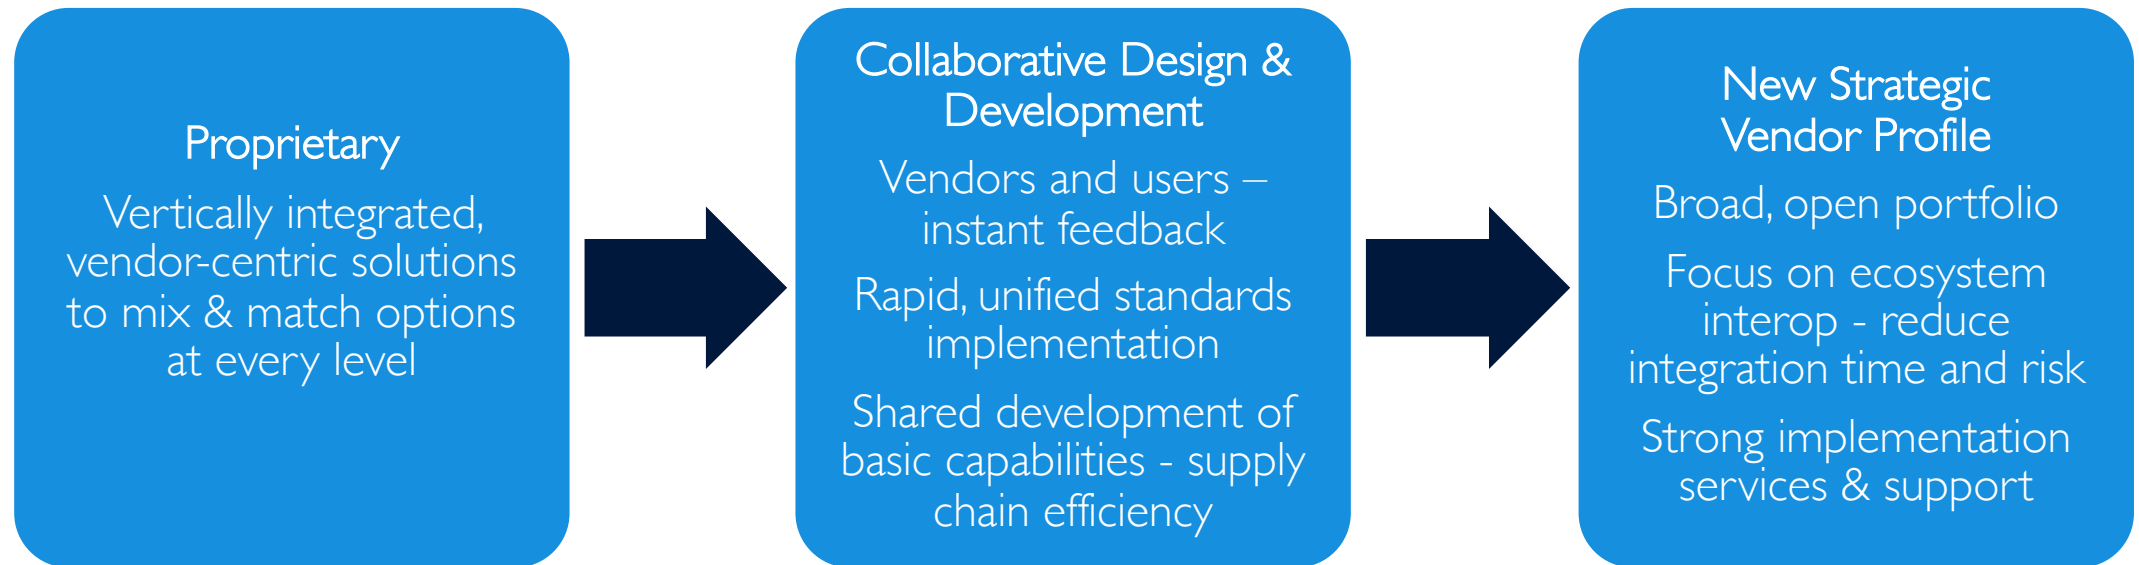 Proprietary
Vertically integrated,
vendor-centric solutions
to mix & match options
at every level
Collaborative Design &
Development
Vendors and users –
instant feedback
Rapid, unified standards
implementation
Shared development of
basic capabilities - supply
chain efficiency
New Strategic
Vendor Profile
Broad, open portfolio
Focus on ecosystem
interop - reduce
integration time and risk
Strong implementation
services & support